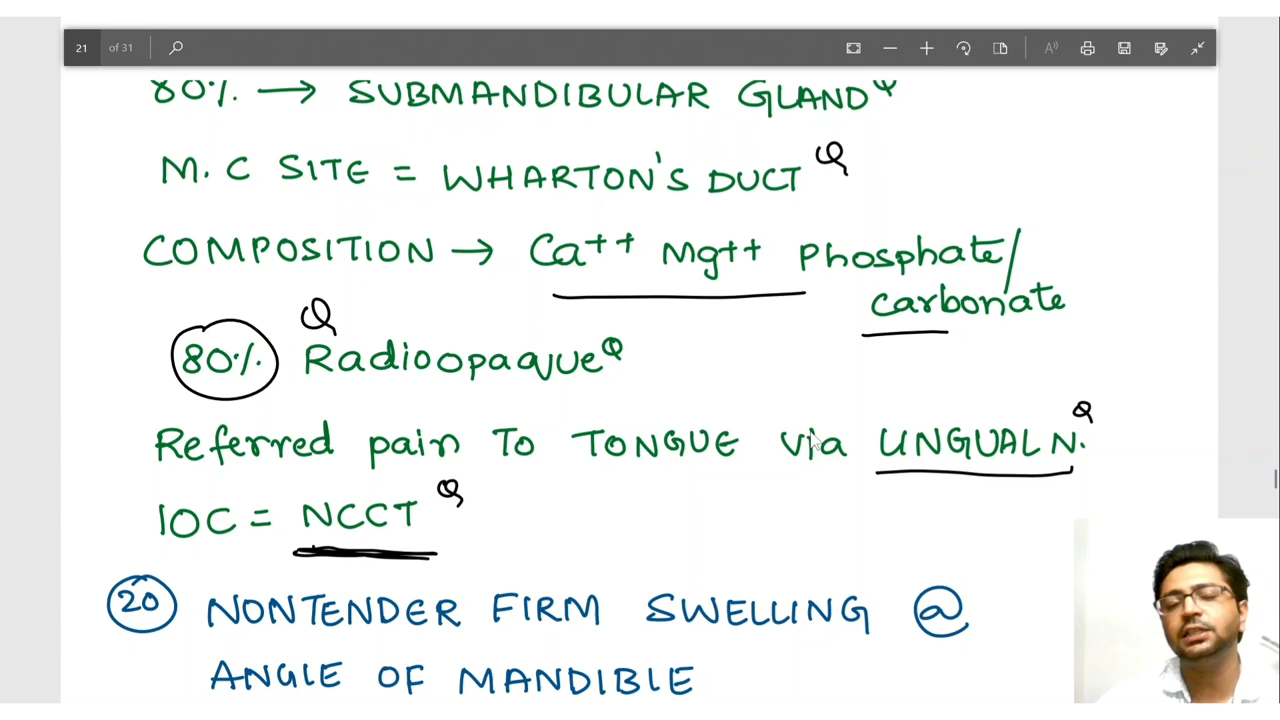 21 of 31
80% → SUBMANDIBULAR GLAND
M.C SITE = WHARTON'S DUCT Q
COMPOSITION → Ca++ Mg++ Phosphate/
carbonate
Q
80% Radioopaque Q
Referred pain TO TONGUE via LINGUAL N. Q
IOC = NCCT Q
20 NONTENDER FIRM SWELLING @
ANGLE OF MANDIBLE